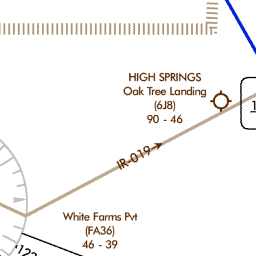 HIGH SPRINGS
Oak Tree Landing
(6J8)
90 - 46
IR-019
White Farms Pvt
(FA36)
46 - 39